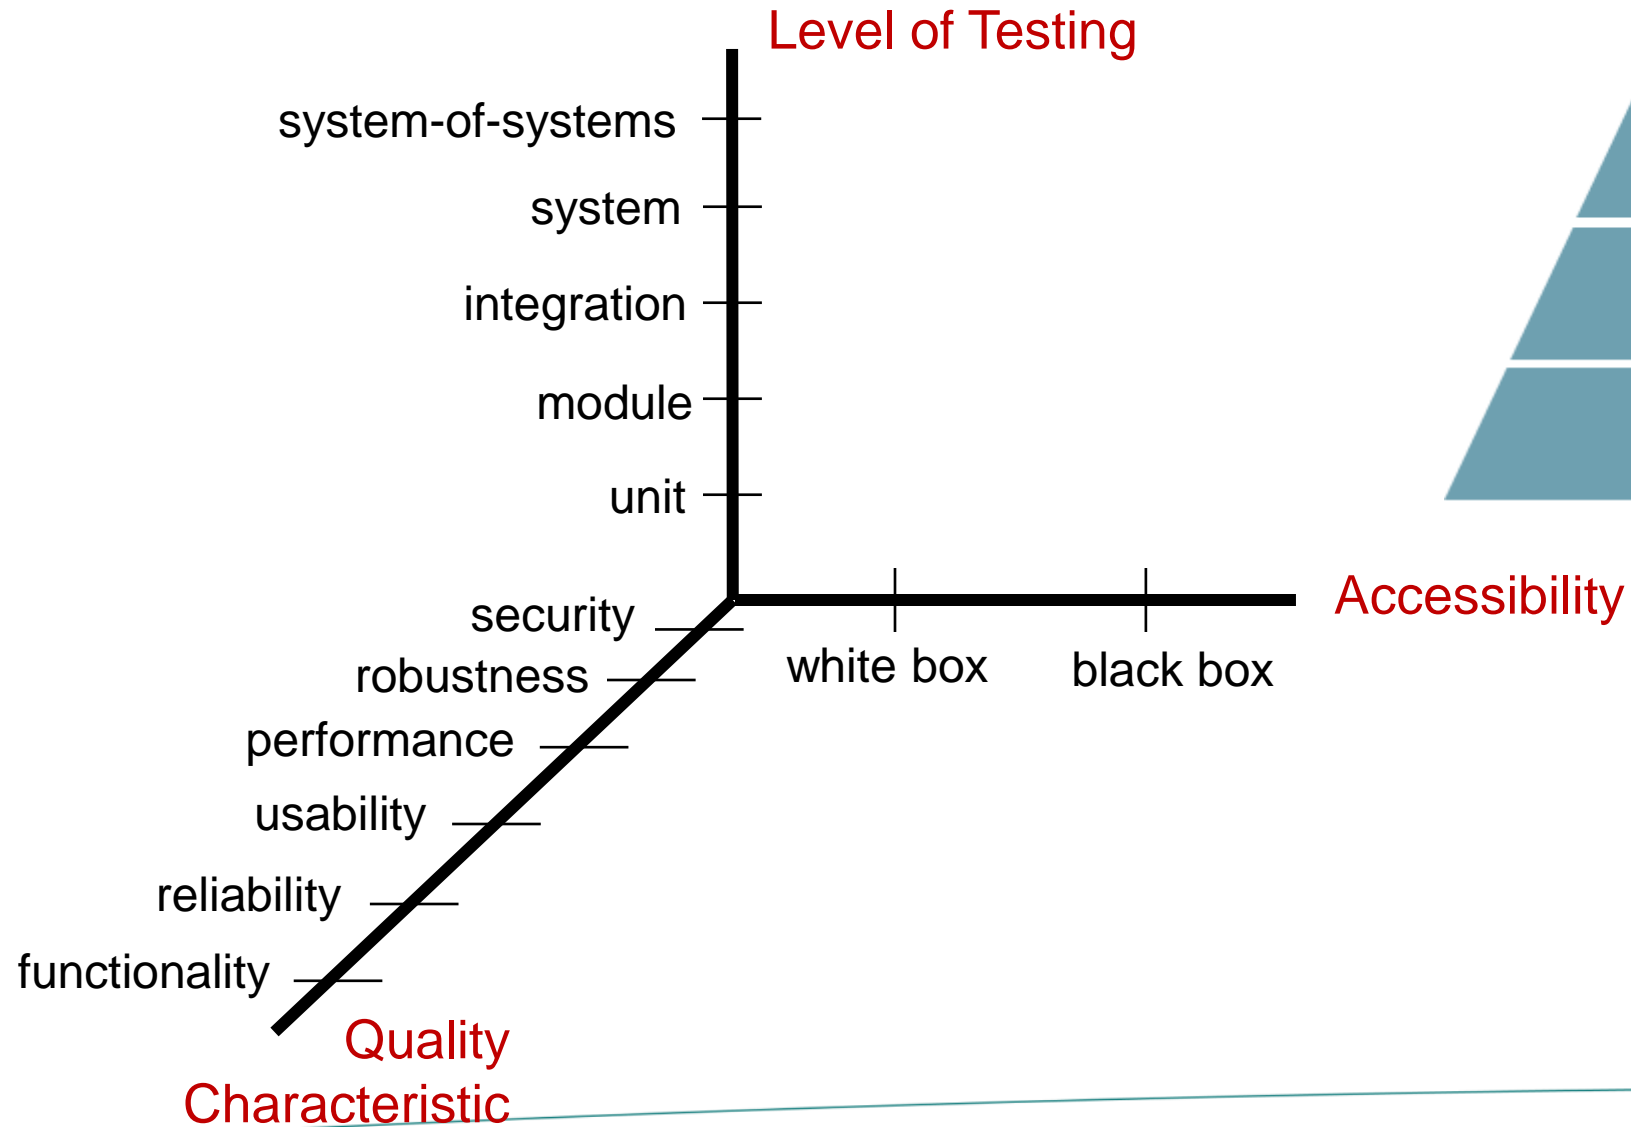 Level of Testing
system-of-systems
system
integration
module
unit
Accessibility
white box
black box
security
robustness
performance
usability
reliability
functionality
Quality
Characteristic